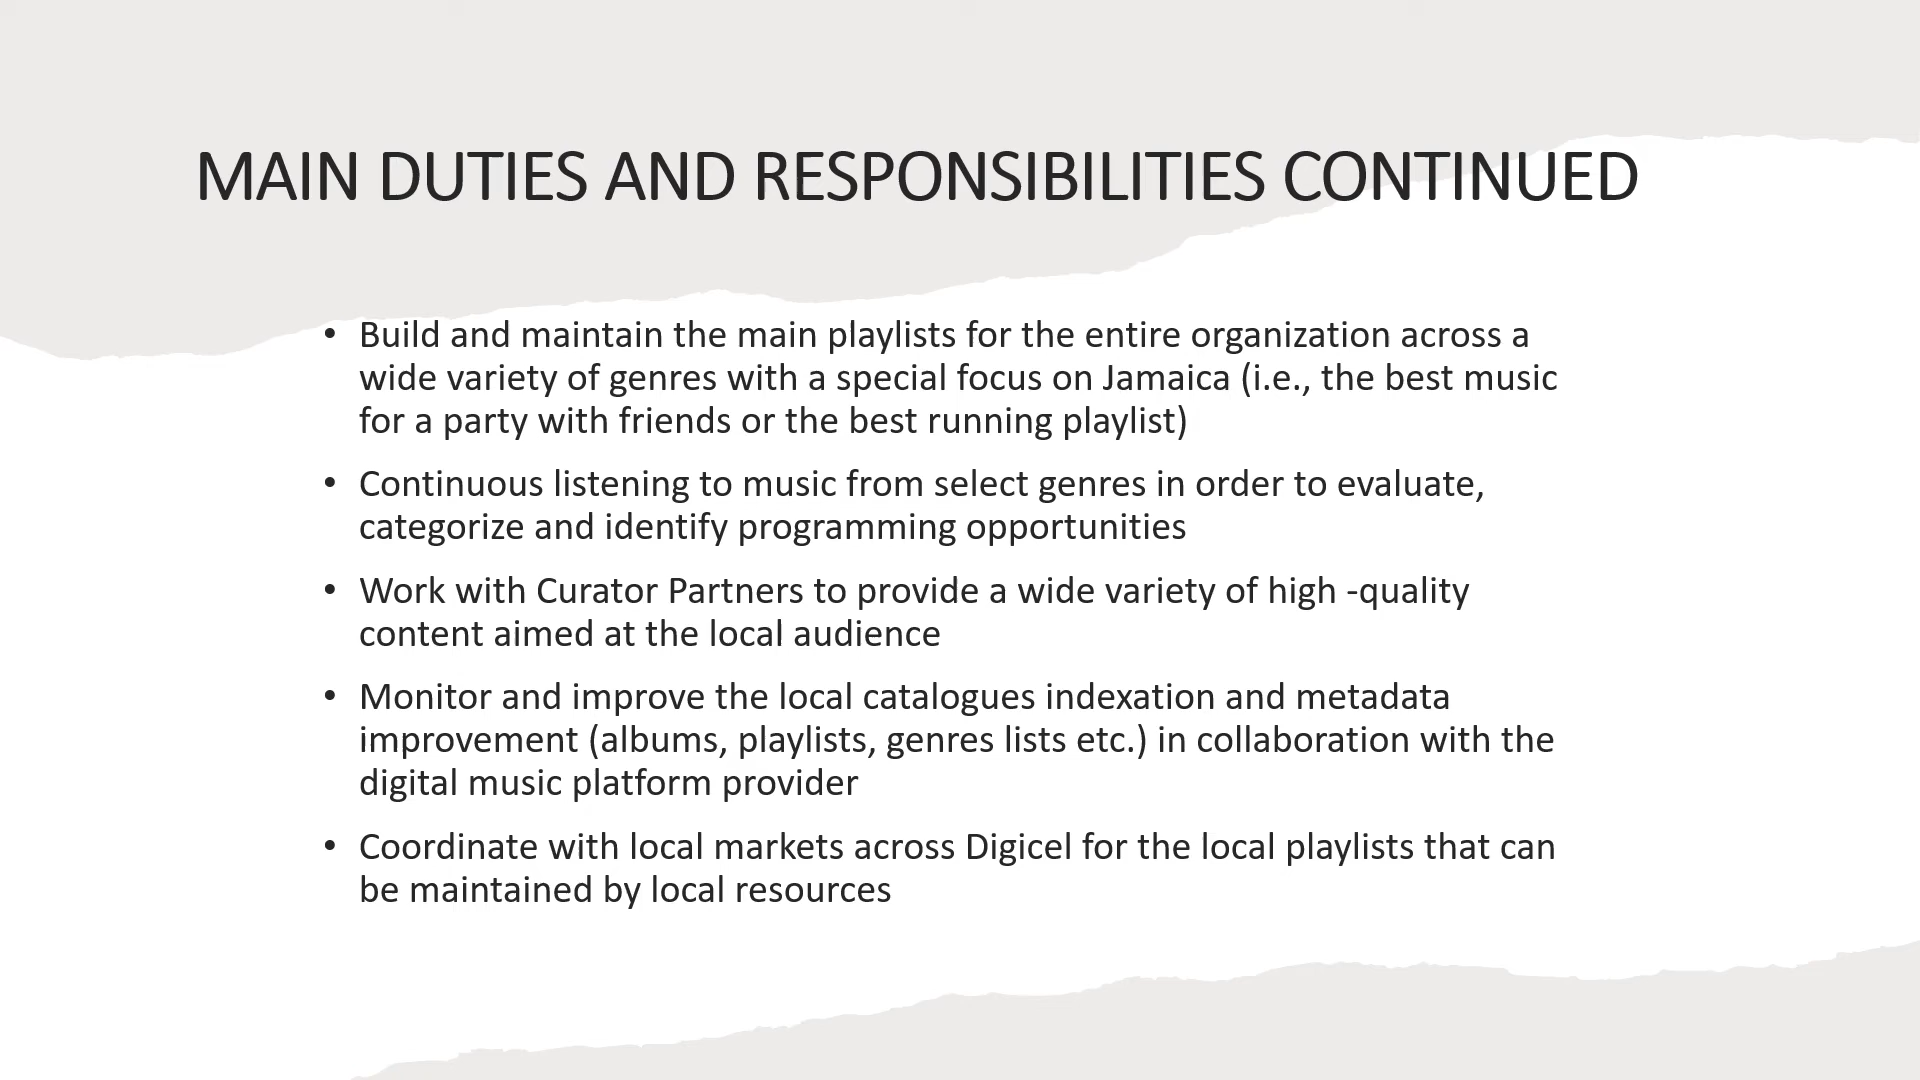 MAIN DUTIES AND RESPONSIBILITIES CONTINUED
• Build and maintain the main playlists for the entire organization across a
wide variety of genres with a special focus on Jamaica (i.e., the best music
for a party with friends or the best running playlist)
• Continuous listening to music from select genres in order to evaluate,
categorize and identify programming opportunities
• Work with Curator Partners to provide a wide variety of high -quality
content aimed at the local audience
• Monitor and improve the local catalogues indexation and metadata
improvement (albums, playlists, genres lists etc.) in collaboration with the
digital music platform provider
• Coordinate with local markets across Digicel for the local playlists that can
be maintained by local resources